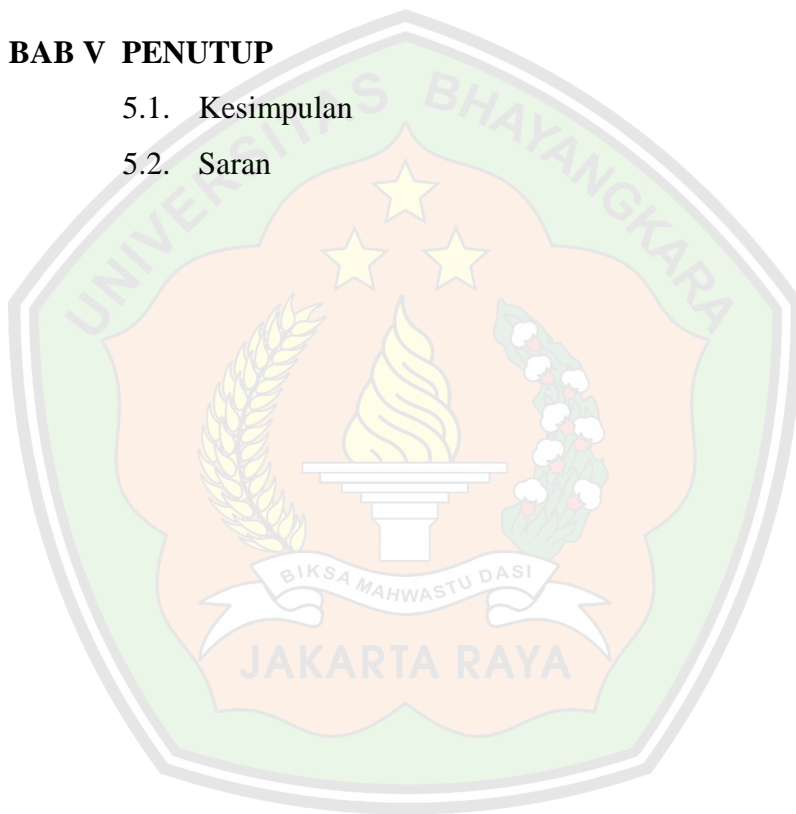 BAB V PENUTUP
5.1. Kesimpulan
5.2. Saran
UNIVERSITAS BHAYANGKARA
BIKSA MAHWASTU DASI
JAKARTA RAYA